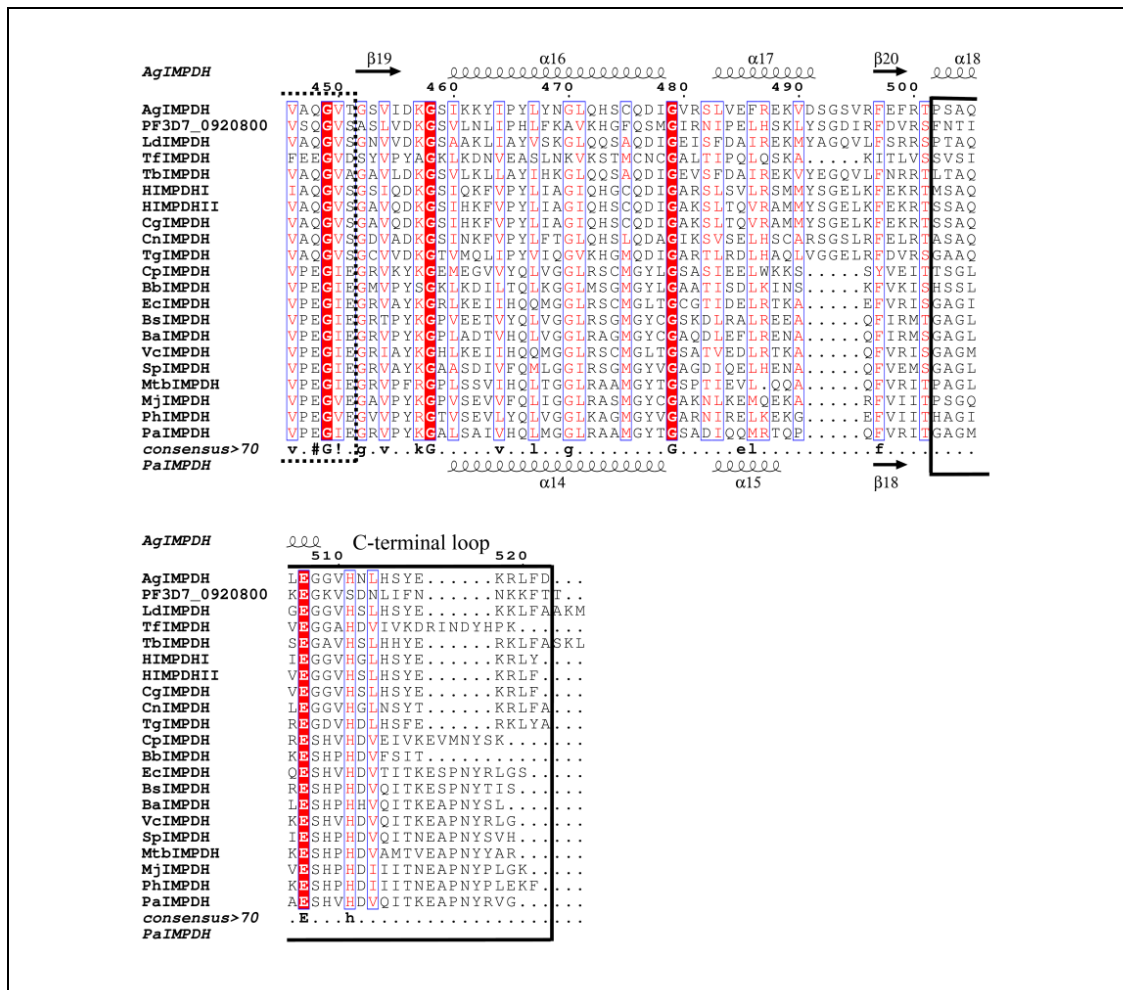 β19 α16 α17 β20 α18
AgIMPDH
450 460 470 480 490 500
AgIMPDH VAQGVTGSVIDKGSIKKYIPYLYNGLQHSCQDIGVRSLVEFREKVDSGSVRFEFRTPSAQ
PF3D7_0920800 VSQGVSASLVDKGSVLNLIPHLFKAVKHGFQSMGIRNIPELHSKLYSGDIRFDVRSFNTI
LdIMPDH VAQGVSGSVVDKGSAAKLIAYVSKGLQQSAQDIGEISFDAIREKMYAGQVLFSRRSPTAQ
TfIMPDH FEEGVDSYVPYAGKLKDNVEASLNKVKSTMCNCGALTIPQLQSKA.....KITLVSSVSI
TbIMPDH VAQGVAGAVLDKGSVLKLLAYIHKGLQQSAQDIGEVSFDAIREKVYEGQVLFNRRTLTAQ
HIMPDHI IAQGVSGSIQDKGSIQKFVPYLIAGIQHGCQDIGARSLSVLRSMMYSGELKFEKRTMSAQ
HIMPDHII VAQGVSGAVQDKGSIHKFVPYLIAGIQHSCQDIGAKSLTQVRAMMYSGELKFEKRTSSAQ
CgIMPDH VAQGVSGAVQDKGSIHKFVPYLIAGIQHSCQDIGAKSLTQVRAMMYSGELKFEKRTSSAQ
CnIMPDH VAQGVSGDVADKGSINKFVPYLFTGLQHSLQDAGIKSVSELHSCARSGSLRFELRTASAQ
TgIMPDH VAQGVSGCVVDKGTVMQLIPYVIQGVKHGMQDIGARTLRDLHAQLVGGELRFDVRSGAAQ
CpIMPDH VPEGIEGRVKYKGEMEGVVYQLVGGLRSCMGYLGSASIEELWKKS.....SYVEITTSGL
BbIMPDH VPEGIEGMVPYSGKLKDILTQLKGGLMSGMGYLGAATISDLKINS.....KFVKISHSSL
EcIMPDH VPEGIEGRVAYKGRLKEIIHQQMGGLRSCMGLTGCGTIDELRTKA.....EFVRISGAGI
BsIMPDH VPEGIEGRTPYKGPVEETVYQLVGGLRSGMGYCGSKDLRALREEA.....QFIRMTGAGL
BaIMPDH VPEGIEGRVPYKGPLADTVHQLVGGLRAGMGYCGAQDLEFLRENA.....QFIRMSGAGL
VcIMPDH VPEGIEGRIAYKGHLKEIIHQQMGGLRSCMGLTGSATVEDLRTKA.....QFVRISGAGM
SpIMPDH VPEGIEGRVAYKGAASDIVFQMLGGIRSGMGYVGAGDIQELHENA.....QFVEMSGAGL
MtbIMPDH VPEGIEGRVPFRGPLSSVIHQLTGGLRAAMGYTGSPTIEVL.QQA.....QFVRITPAGL
MjIMPDH VPEGVEGVVPYKGTVSEVVFQLIGGLRSGMGYCGAKNLKEMQEKA.....RFVIITPSGQ
PhIMPDH VPEGVEGVVPYRGTVSEVLYQLVGGLKAGMGYVGARNIRELKEKG.....EFVIITHAGI
PaIMPDH VPEGIEGRVPYKGALSAIVHQLMGGLRAAMGYTGSADIQQMRTQP.....QFVRITGAGM
consensus>70 v.#G!.g.v.kG.....v..l..g........G.....el..........f.........
PaIMPDH
α14 α15 β18
AgIMPDH C-terminal loop
510 520
AgIMPDH LEGGVHNLHSYE......KRLFD...
PF3D7_0920800 KEGKVSDNLIFN......NKKFTT..
LdIMPDH GEGGVHSLHSYE......KKLFAAKM
TfIMPDH VEGGAHDVIVKDRINDYHPK......
TbIMPDH SEGAVHSLHHYE......RKLFASKL
HIMPDHI IEGGVHGLHSYE......KRLY....
HIMPDHII VEGGVHSLHSYE......KRLF....
CgIMPDH VEGGVHSLHSYE......KRLF....
CnIMPDH LEGGVHGLNSYT......KRLFA...
TgIMPDH REGDVHDLHSFE......RKLYA...
CpIMPDH RESHVHDVEIVKEVMNYSK.......
BbIMPDH KESHPHDVFSIT..............
EcIMPDH QESHVHDVTITKESPNYRLGS.....
BsIMPDH RESHPHDVQITKESPNYTIS......
BaIMPDH LESHPHHVQITKEAPNYSL.......
VcIMPDH KESHVHDVQITKEAPNYRLG......
SpIMPDH IESHPHDVQITNEAPNYSVH......
MtbIMPDH KESHPHDVAMTVEAPNYYAR......
MjIMPDH VESHPHDIIITNEAPNYPLGK.....
PhIMPDH KESHPHDIIITNEAPNYPLEKF....
PaIMPDH AESHVHDVQITKEAPNYRVG......
consensus>70 .E...h....................
PaIMPDH